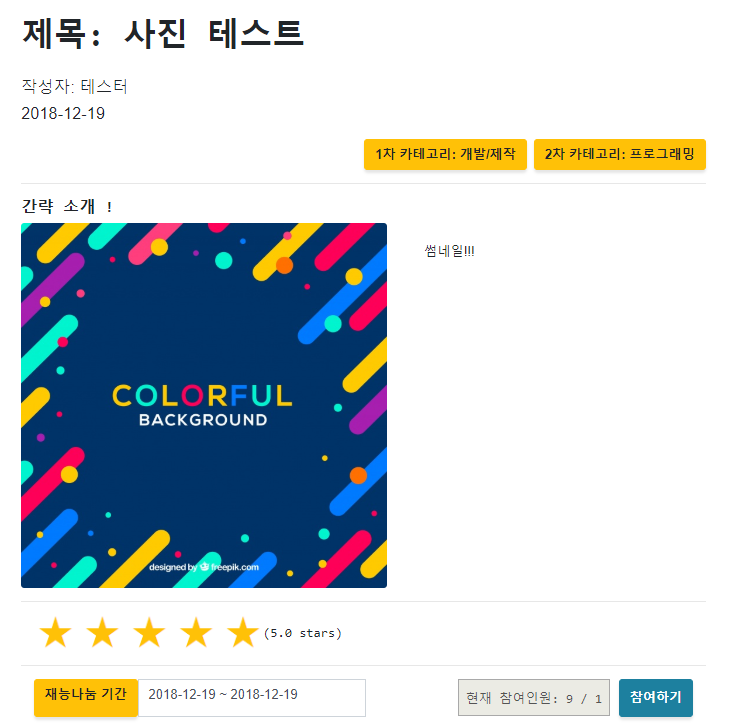 제목: 사진 테스트
작성자: 테스터
2018-12-19
1차 카테고리: 개발/제작 2차 카테고리: 프로그래밍
간략 소개 !
썸네일!!!
COLORFUL
BACKGROUND
designed by freepik.com
(5.0 stars)
재능나눔 기간 2018-12-19 ~ 2018-12-19 현재 참여인원: 9 / 1 참여하기